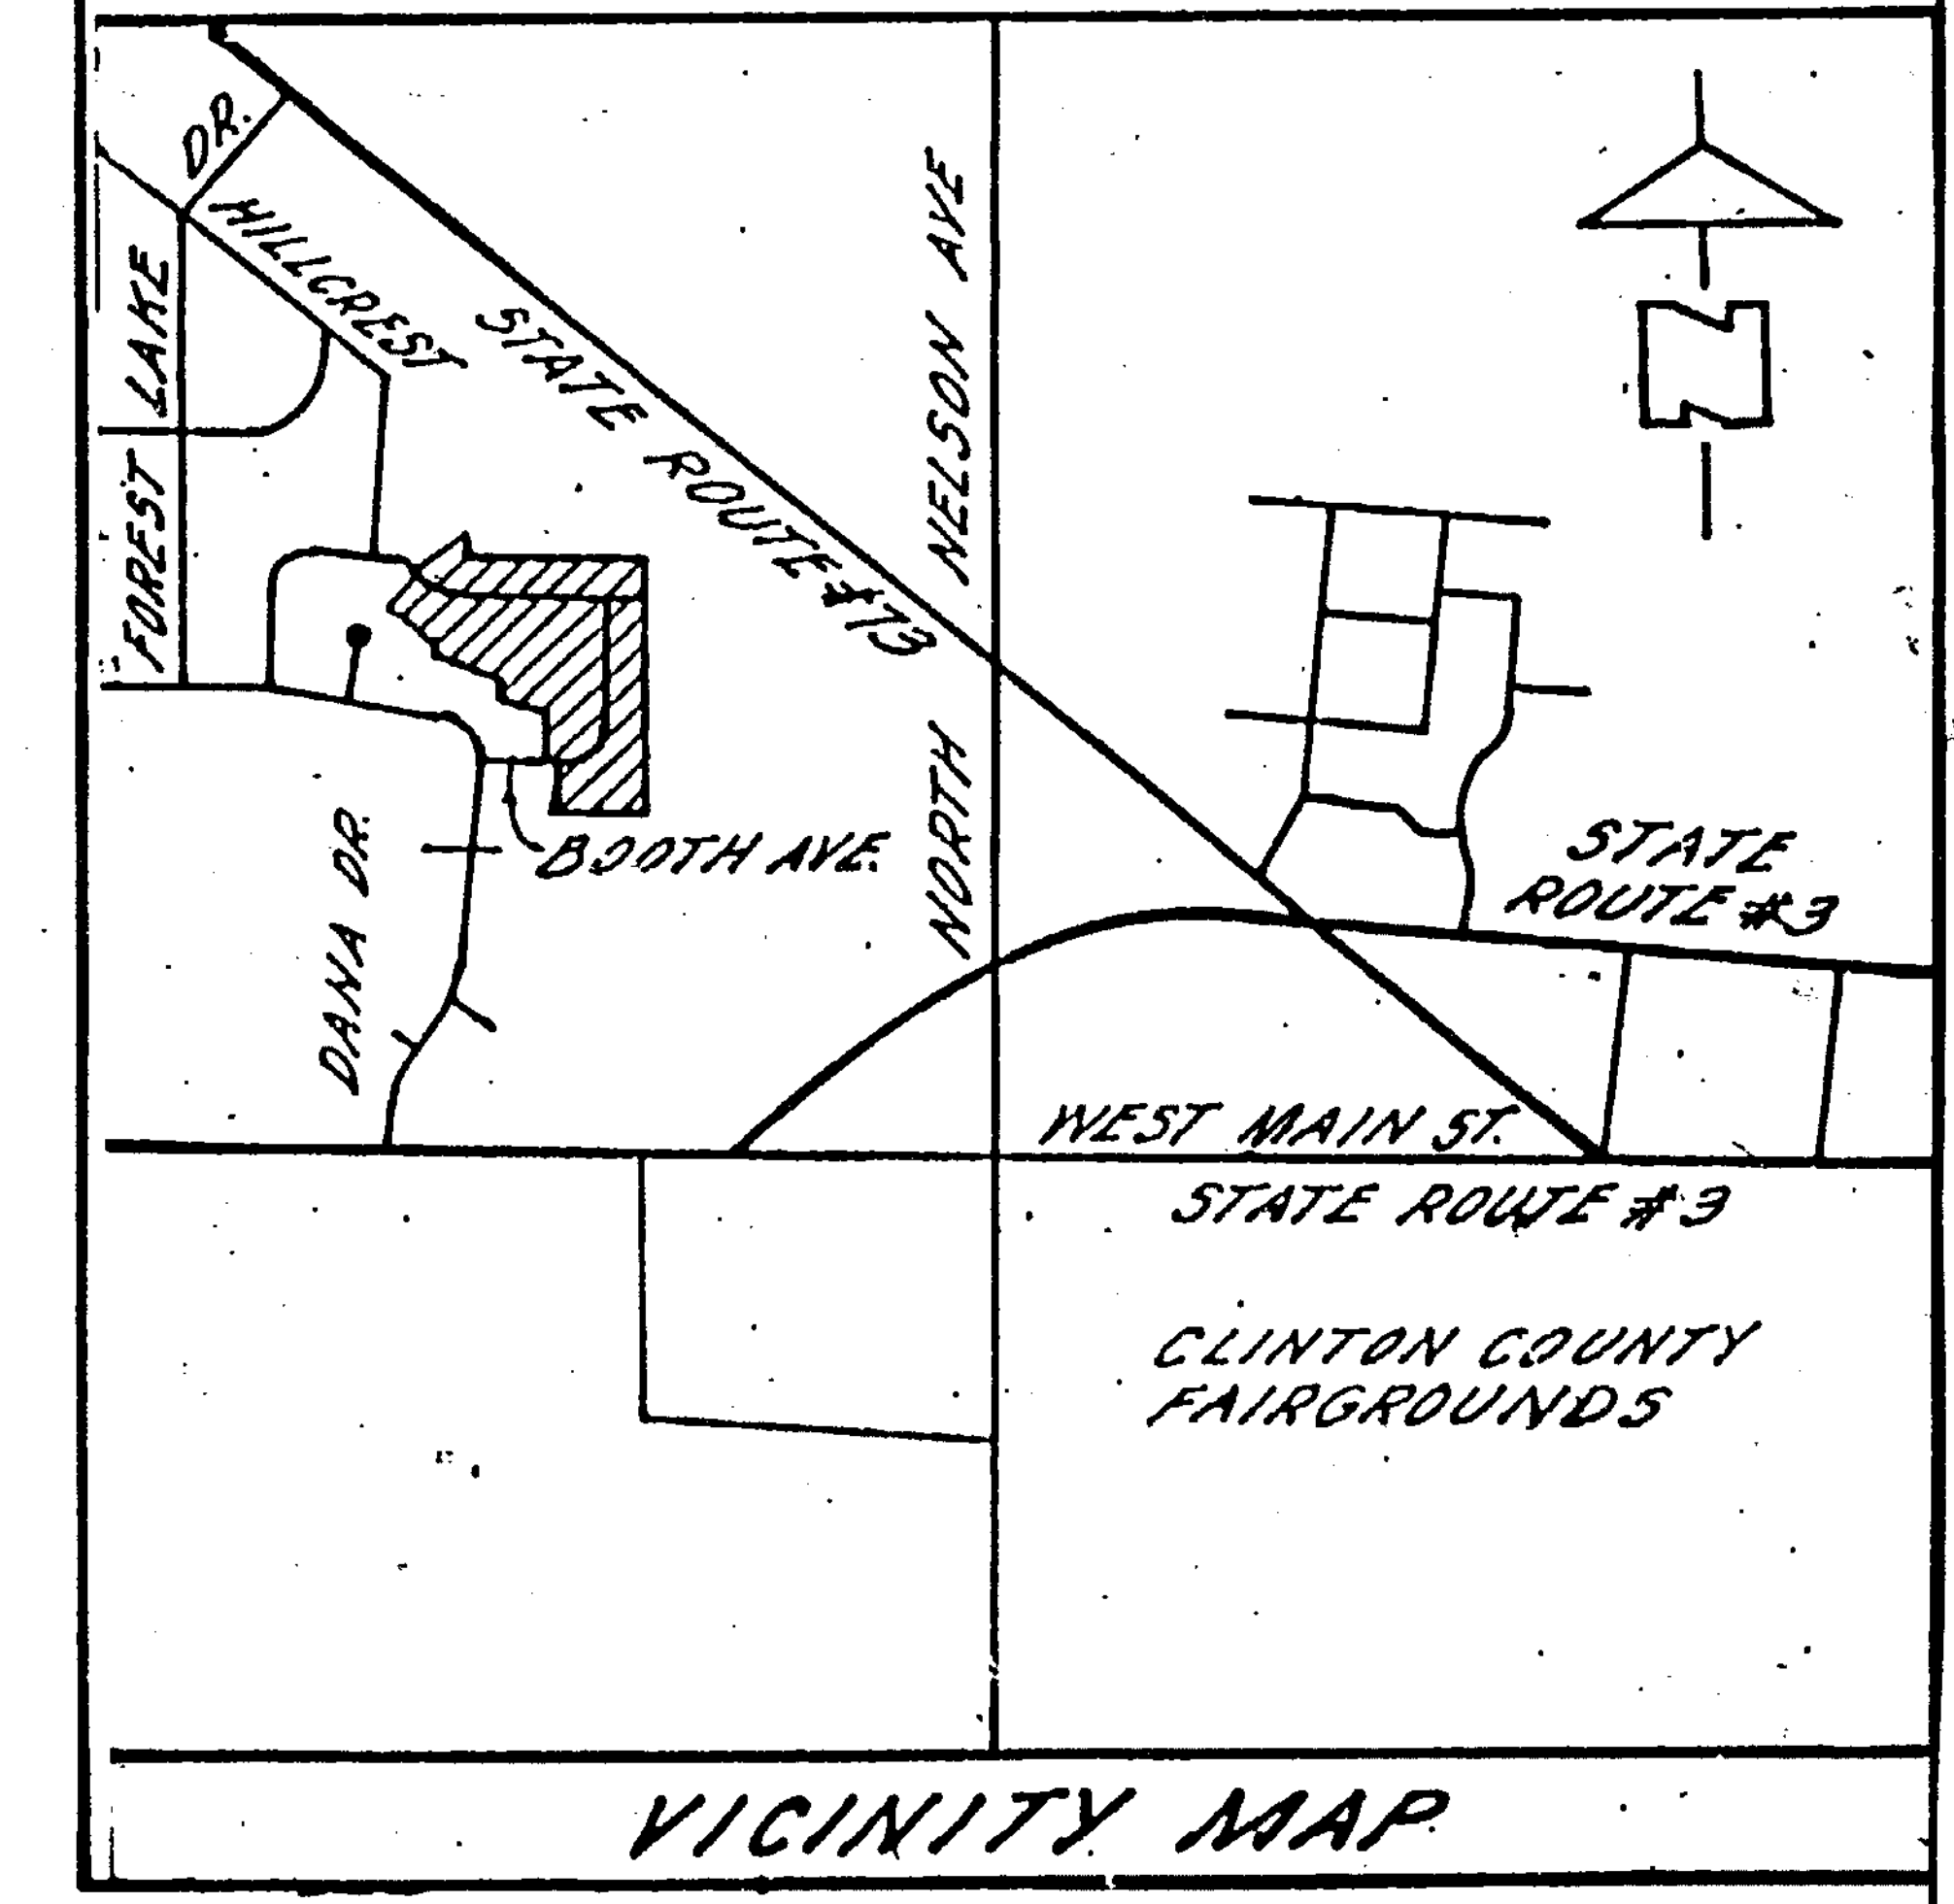 DR.
HILLCREST
FOREST LAKE
STATE ROUTE #73
NORTH NELSON AVE
N
BOOTH AVE.
DANA DR.
STATE
ROUTE #3
WEST MAIN ST.
STATE ROUTE #3
CLINTON COUNTY
FAIRGROUNDS
VICINITY MAP